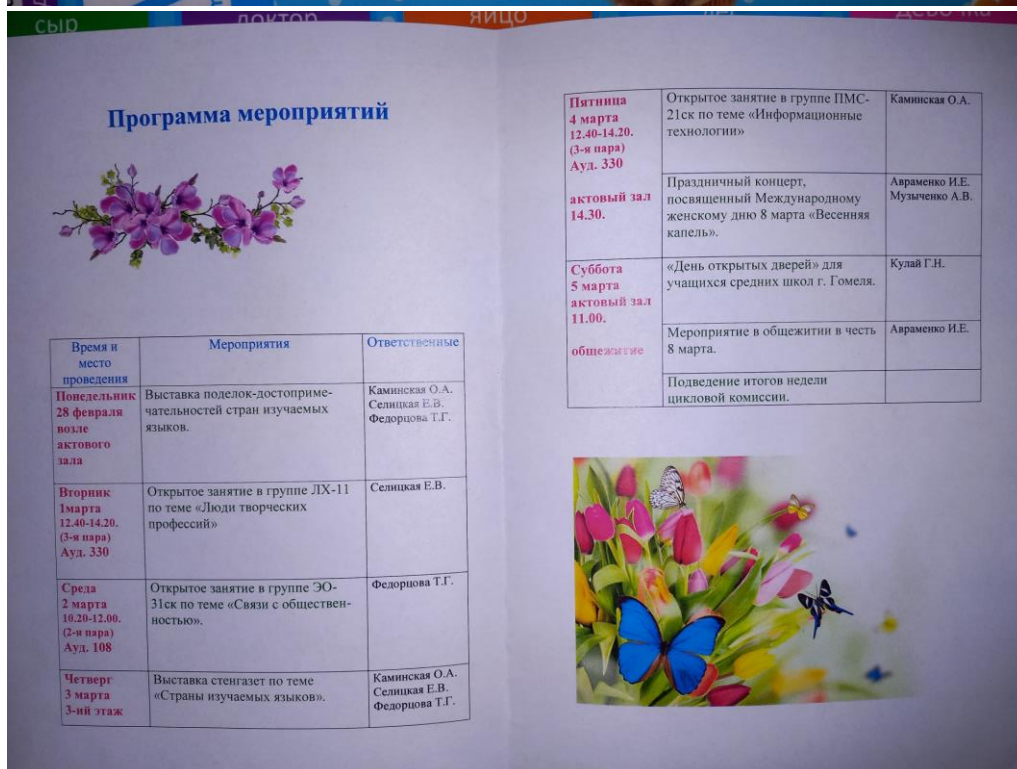 сыр
доктор
яйцо
девочка
Программа мероприятий
Время и
место
проведения
Мероприятия
Ответственные
Понедельник
28 февраля
возле
актового
зала
Выставка поделок-достоприме-
чательностей стран изучаемых
языков.
Каминская О.А.
Селицкая Е.В.
Федорцова Т.Г.
Вторник
1марта
12.40-14.20.
(3-я пара)
Ауд. 330
Открытое занятие в группе ЛХ-11
по теме «Люди творческих
профессий»
Селицкая Е.В.
Среда
2 марта
10.20-12.00.
(2-я пара)
Ауд. 108
Открытое занятие в группе ЭО-
31ск по теме «Связи с обществен-
ностью».
Федорцова Т.Г.
Четверг
3 марта
3-ий этаж
Выставка стенгазет по теме
«Страны изучаемых языков».
Каминская О.А.
Селицкая Е.В.
Федорцова Т.Г.
Пятница
4 марта
12.40-14.20.
(3-я пара)
Ауд. 330
Открытое занятие в группе ПМС-
21ск по теме «Информационные
технологии»
Каминская О.А.
актовый зал
14.30.
Праздничный концерт,
посвященный Международному
женскому дню 8 марта «Весенняя
капель».
Авраменко И.Е.
Музыченко А.В.
Суббота
5 марта
актовый зал
11.00.
«День открытых дверей» для
учащихся средних школ г. Гомеля.
Кулай Г.Н.
общежитие
Мероприятие в общежитии в честь
8 марта.
Авраменко И.Е.
Подведение итогов недели
цикловой комиссии.